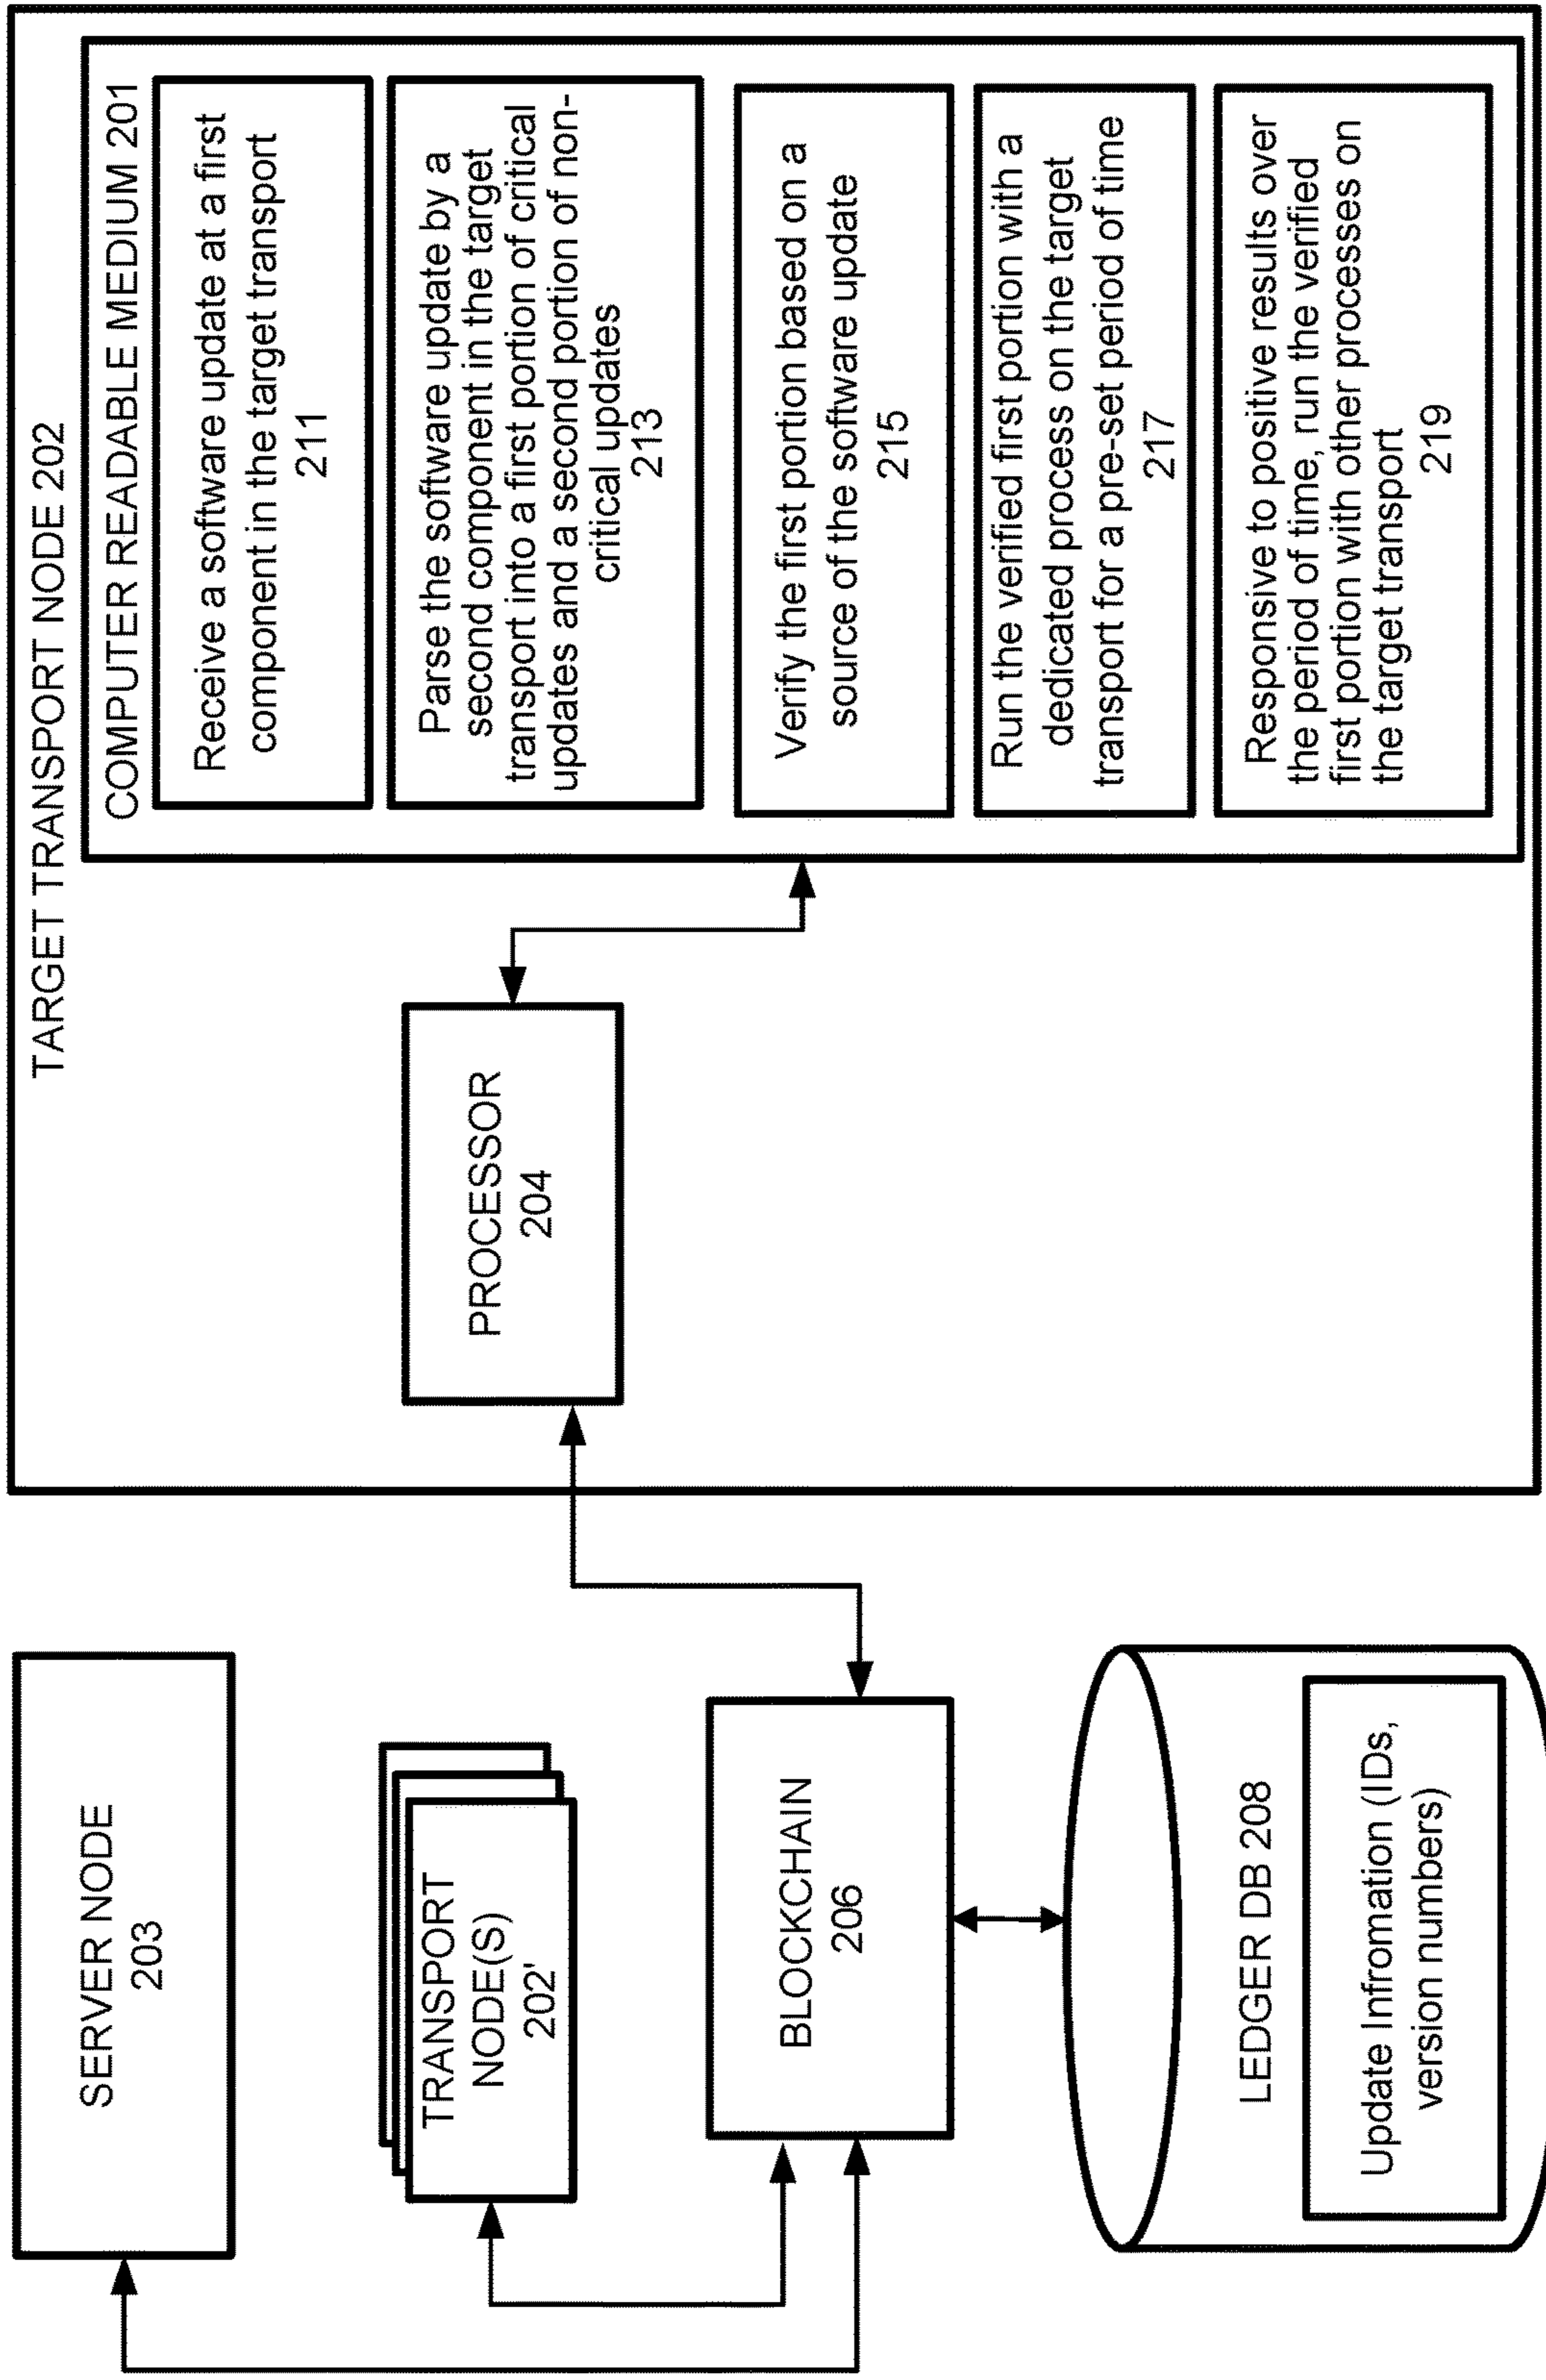 SERVER NODE
203
TRANSPORT
NODE(S)
202'
BLOCKCHAIN
206
LEDGER DB 208
Update Infromation (IDs,
version numbers)
TARGET TRANSPORT NODE 202
PROCESSOR
204
COMPUTER READABLE MEDIUM 201
Receive a software update at a first
component in the target transport
211
Parse the software update by a
second component in the target
transport into a first portion of critical
updates and a second portion of non-
critical updates
213
Verify the first portion based on a
source of the software update
215
Run the verified first portion with a
dedicated process on the target
transport for a pre-set period of time
217
Responsive to positive results over
the period of time, run the verified
first portion with other processes on
the target transport
219